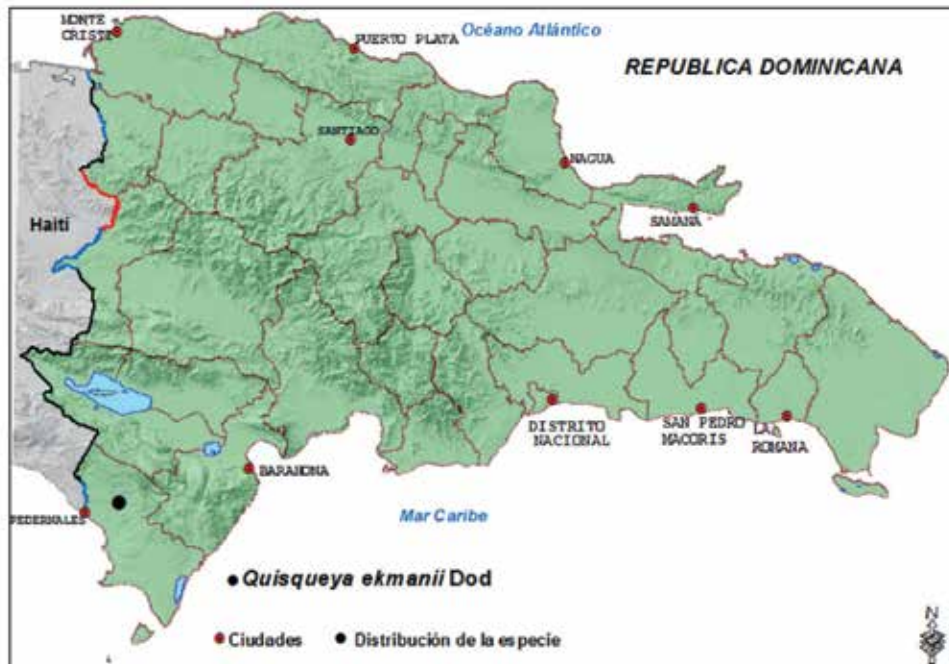 MONTE
CRISTI
PUERTO PLATA
Océano Atlántico
REPUBLICA DOMINICANA
SANTIAGO
NAGUA
SAMANA
Haití
DISTRITO
NACIONAL
SAN PEDRO
MACORIS
LA
ROMANA
BARAHONA
PEDERNALES
Mar Caribe
Quisqueya ekmanii Dod
Ciudades
Distribución de la especie
N